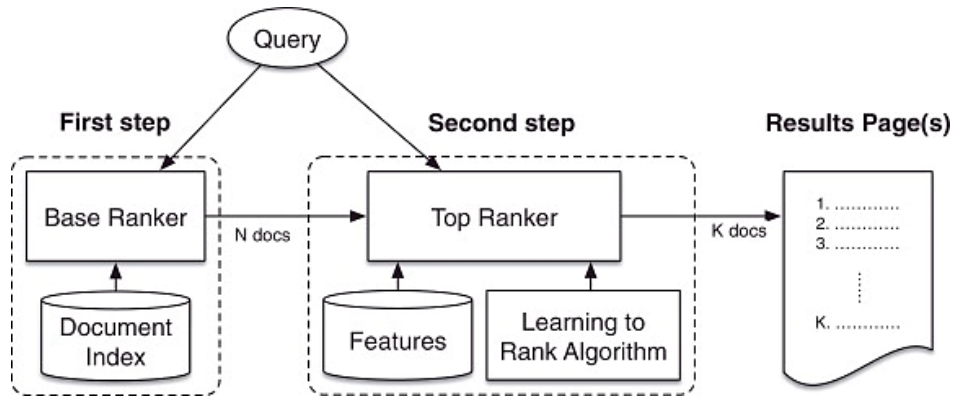 Query
First step
Second step
Results Page(s)
Base Ranker
N docs
Top Ranker
K docs
1. ............
2. ............
3. ............
K. ............
Document
Index
Features
Learning to
Rank Algorithm